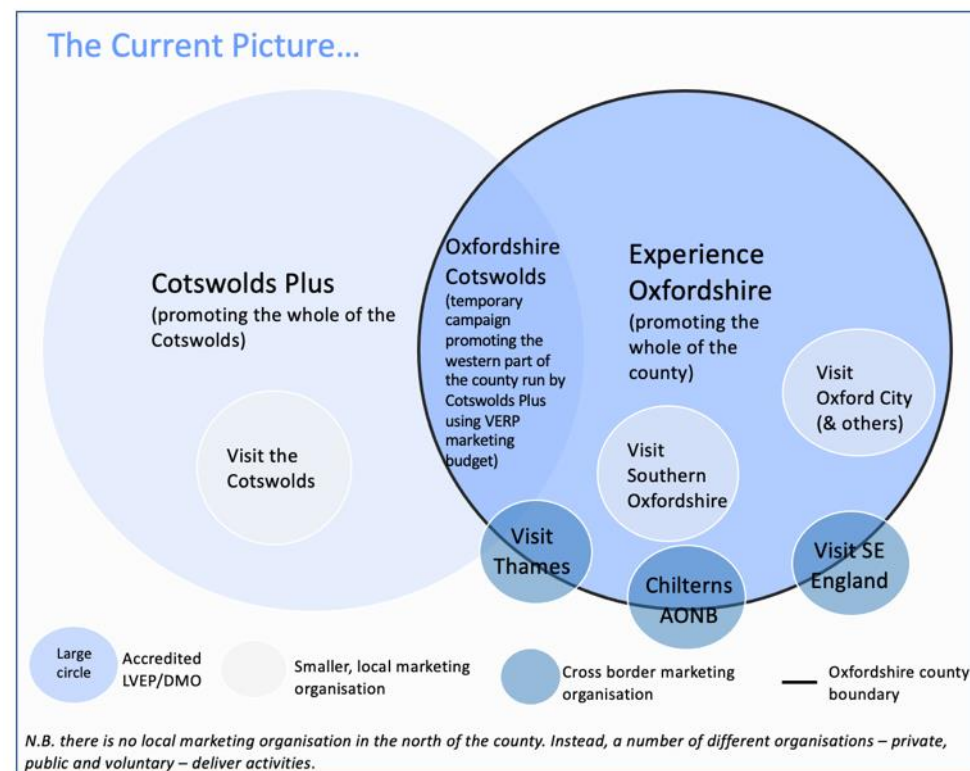 The Current Picture...
Cotswolds Plus
(promoting the whole of the
Cotswolds)
Visit the
Cotswolds
Oxfordshire
Cotswolds
(temporary
campaign
promoting the
western part of
the county run by
Cotswolds Plus
using VERP
marketing
budget)
Experience
Oxfordshire
(promoting the
whole of the
county)
Visit
Oxford City
(& others)
Visit
Southern
Oxfordshire
Visit
Thames
Chilterns
AONB
Visit SE
England
Large
circle
Accredited
LVEP/DMO
Smaller, local marketing
organisation
Cross border marketing
organisation
Oxfordshire county
boundary
N.B. there is no local marketing organisation in the north of the county. Instead, a number of different organisations – private,
public and voluntary – deliver activities.